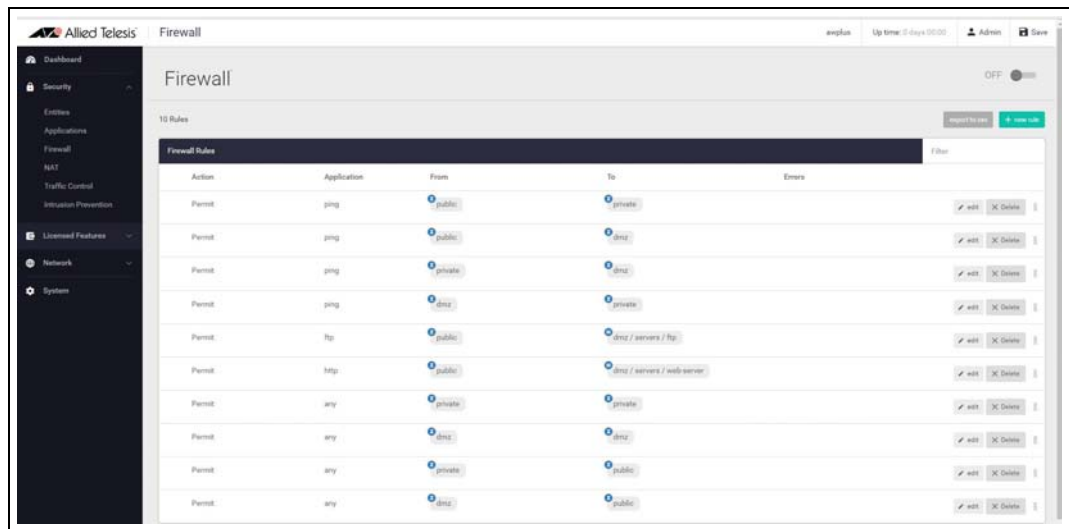 Allied Telesis Firewall awplus Up time: 0 days 00:00 Admin Save
Dashboard
Firewall OFF
Security
Entities
10 Rules export to csv + new rule
Applications
Firewall
Firewall Rules Filter
NAT
Action Application From To Errors
Traffic Control
Intrusion Prevention
Permit ping public private edit Delete
Licensed Features
Permit ping public dmz edit Delete
Network
Permit ping private dmz edit Delete
System
Permit ping dmz private edit Delete
Permit ftp public dmz / servers / ftp edit Delete
Permit http public dmz / servers / web-server edit Delete
Permit any private private edit Delete
Permit any dmz dmz edit Delete
Permit any private public edit Delete
Permit any dmz public edit Delete